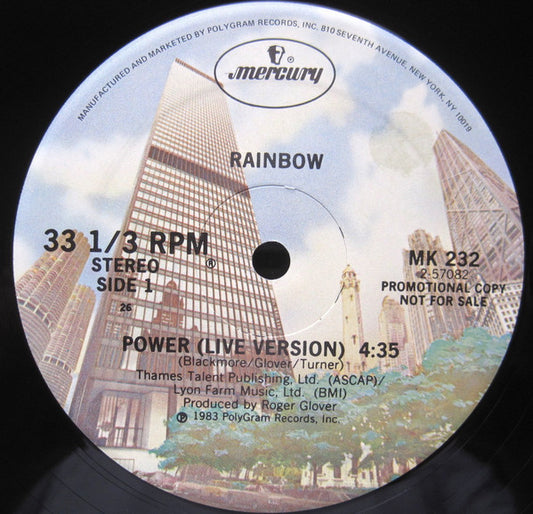 MANUFACTURED AND MARKETED BY POLYGRAM RECORDS, INC. 810 SEVENTH AVENUE, NEW YORK, NY 10019
®
mercury
RAINBOW
33 1/3 RPM
®
STEREO
SIDE 1
26
MK 232
2-57082
PROMOTIONAL COPY
NOT FOR SALE
POWER (LIVE VERSION) 4:35
(Blackmore/Glover/Turner)
Thames Talent Publishing, Ltd. (ASCAP)/
Lyon Farm Music, Ltd. (BMI)
Produced by Roger Glover
℗ 1983 PolyGram Records, Inc.